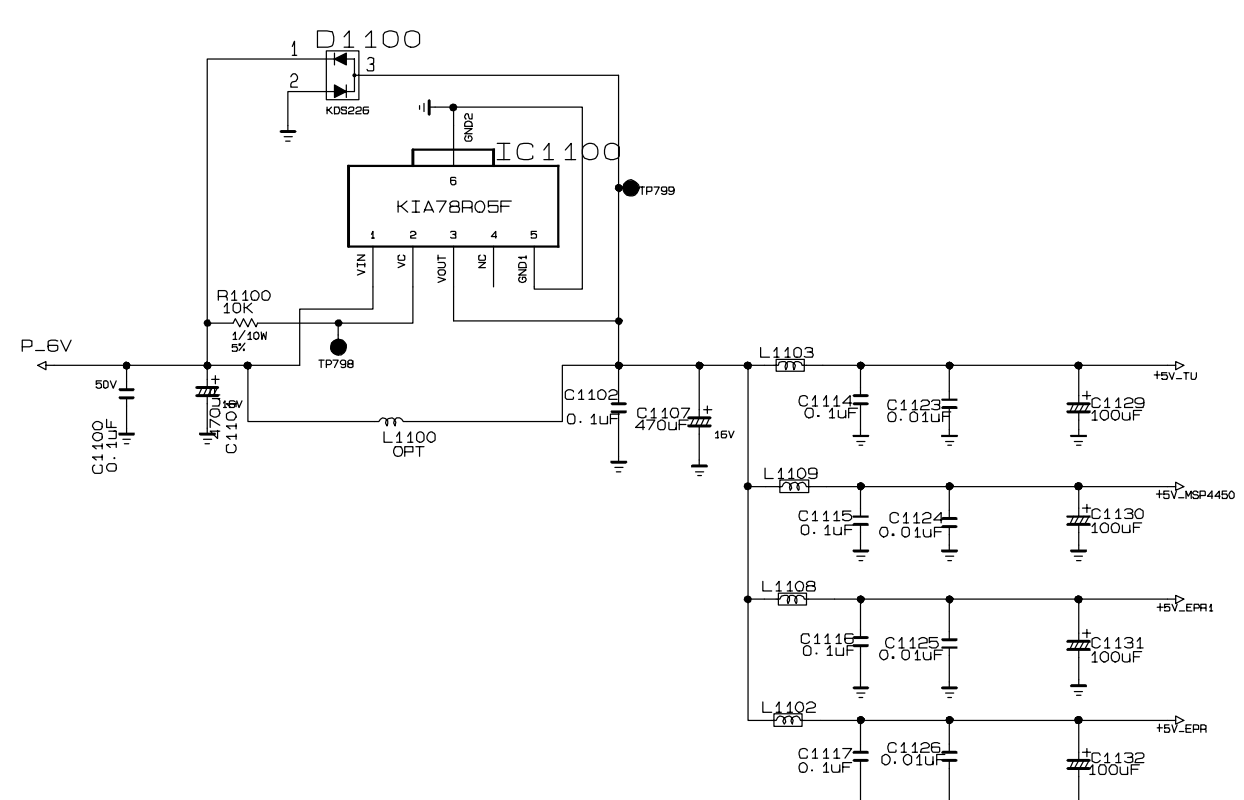 D1100
1
3
2
KDS226
GND2
IC1100
6
TP799
KIA78R05F
1
2
3
4
5
VIN
VC
VOUT
NC
GND1
R1100
10K
1/10W
5%
P_6V
TP798
L1103
+5V_TU
50V
C1100
0.1uF
+
16V
470u
L1100
OPT
C1102
0.1uF
C1107
470uF
+
16V
C1114
0.1uF
C1123
0.01uF
+
C1129
100uF
L1109
+5V_MSP4450
C1115
0.1uF
C1124
0.01uF
+
C1130
100uF
L1108
+5V_EPR1
C1116
0.1uF
C1125
0.01uF
+
C1131
100uF
L1102
+5V_EPR
C1117
0.1uF
C1126
0.01uF
+
C1132
100uF